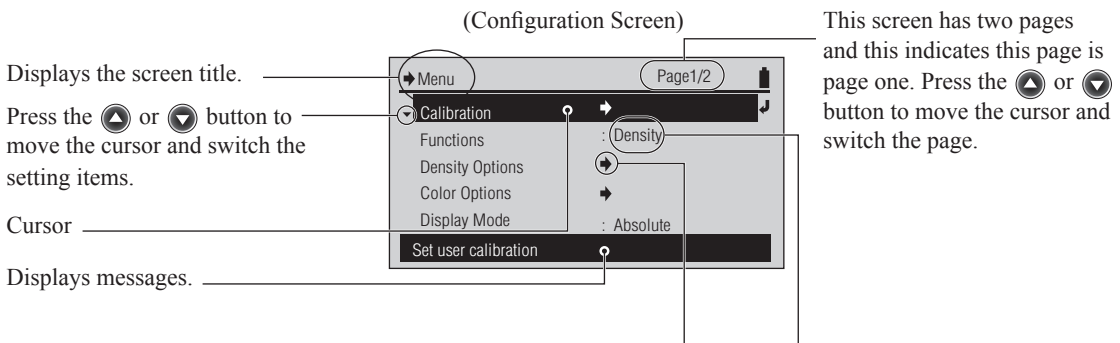 (Configuration Screen)
Displays the screen title.
Press the or button to
move the cursor and switch the
setting items.
Cursor
Displays messages.
Menu
Page1/2
Calibration
Functions : Density
Density Options
Color Options
Display Mode : Absolute
Set user calibration
This screen has two pages
and this indicates this page is
page one. Press the or
button to move the cursor and
switch the page.